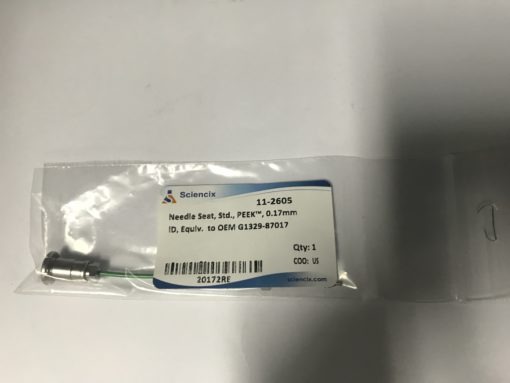 Sciencix
11-2605
Needle Seat, Std., PEEK™, 0.17mm
ID, Equiv. to OEM G1329-87017
Qty: 1
COO: US
20172RE
sciencix.com